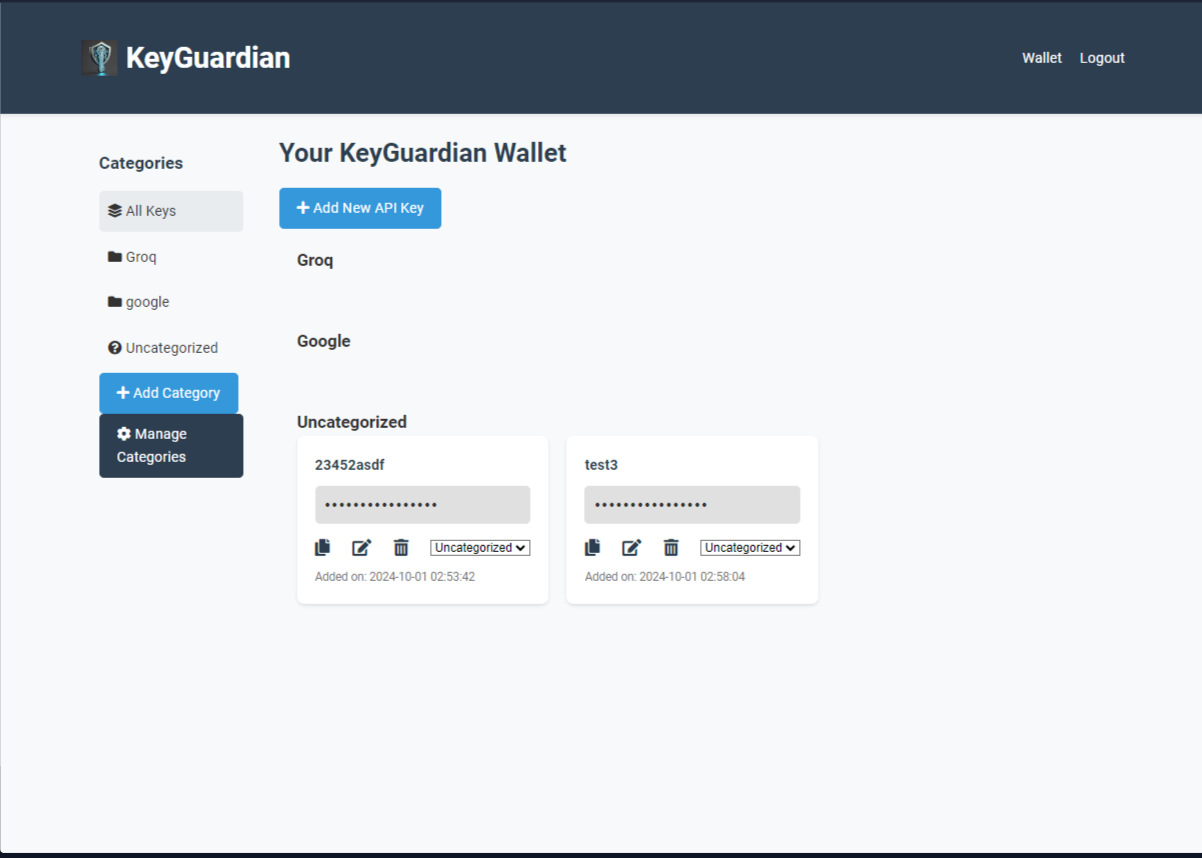 KeyGuardian
Wallet Logout
Categories
All Keys
Groq
google
Uncategorized
Add Category
Manage
Categories
Your KeyGuardian Wallet
Add New API Key
Groq
Google
Uncategorized
23452asdf
••••••••••••••••
Uncategorized
Added on: 2024-10-01 02:53:42
test3
••••••••••••••••
Uncategorized
Added on: 2024-10-01 02:58:04